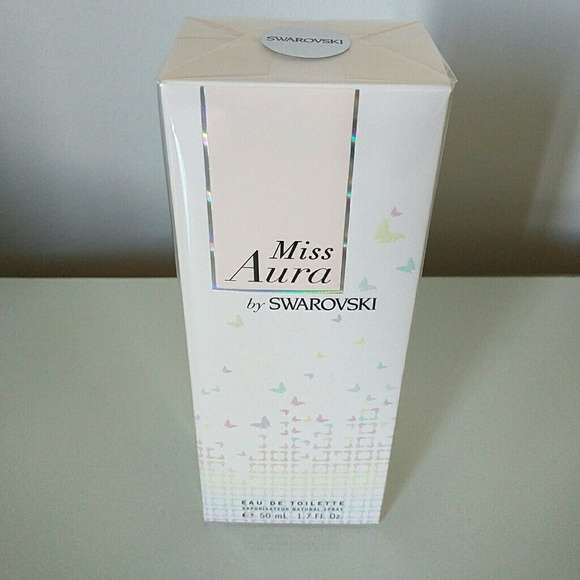 SWAROVSKI
Miss
Aura
by SWAROVSKI
EAU DE TOILETTE
VAPORISATEUR NATURAL SPRAY
℮ 50 mL 1.7 Fl. Oz.